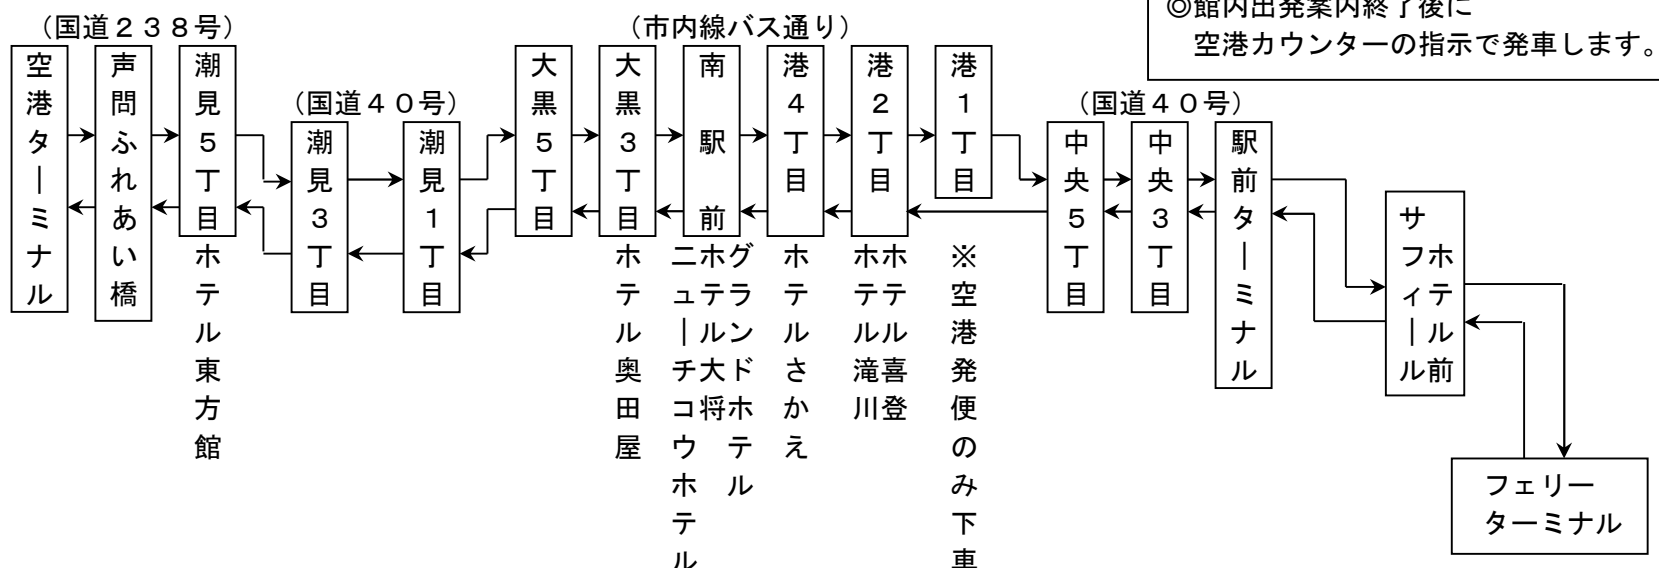 ◎館内出発案内終了後に
空港カウンターの指示で発車します。
（国道２３８号）
（市内線バス通り）
（国道４０号）
（国道４０号）
空港ターミナル
声問ふれあい橋
潮見５丁目
潮見３丁目
潮見１丁目
大黒５丁目
大黒３丁目
南駅前
港４丁目
港２丁目
港１丁目
中央５丁目
中央３丁目
駅前ターミナル
ホテル前
サフィール
フェリー
ターミナル
ホテル東方館
ホテル奥田屋
グランドホテル
ホテル大将
ニューチコウホテル
ホテルさかえ
ホテル喜登
ホテル滝川
※空港発便のみ下車